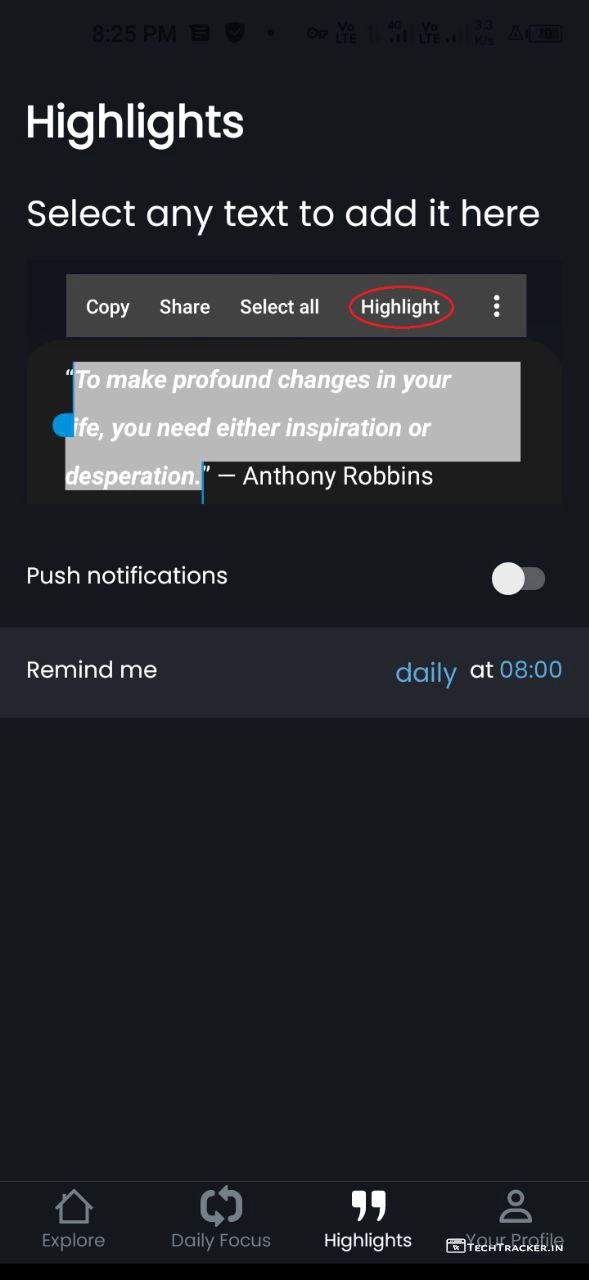 8:25 PM
Vo LTE 4G Vo LTE 3.3 K/s 70
Highlights
Select any text to add it here
Copy Share Select all Highlight
“To make profound changes in your
life, you need either inspiration or
desperation.” — Anthony Robbins
Push notifications
Remind me daily at 08:00
Explore Daily Focus Highlights Your Profile
TECHTRACKER.IN